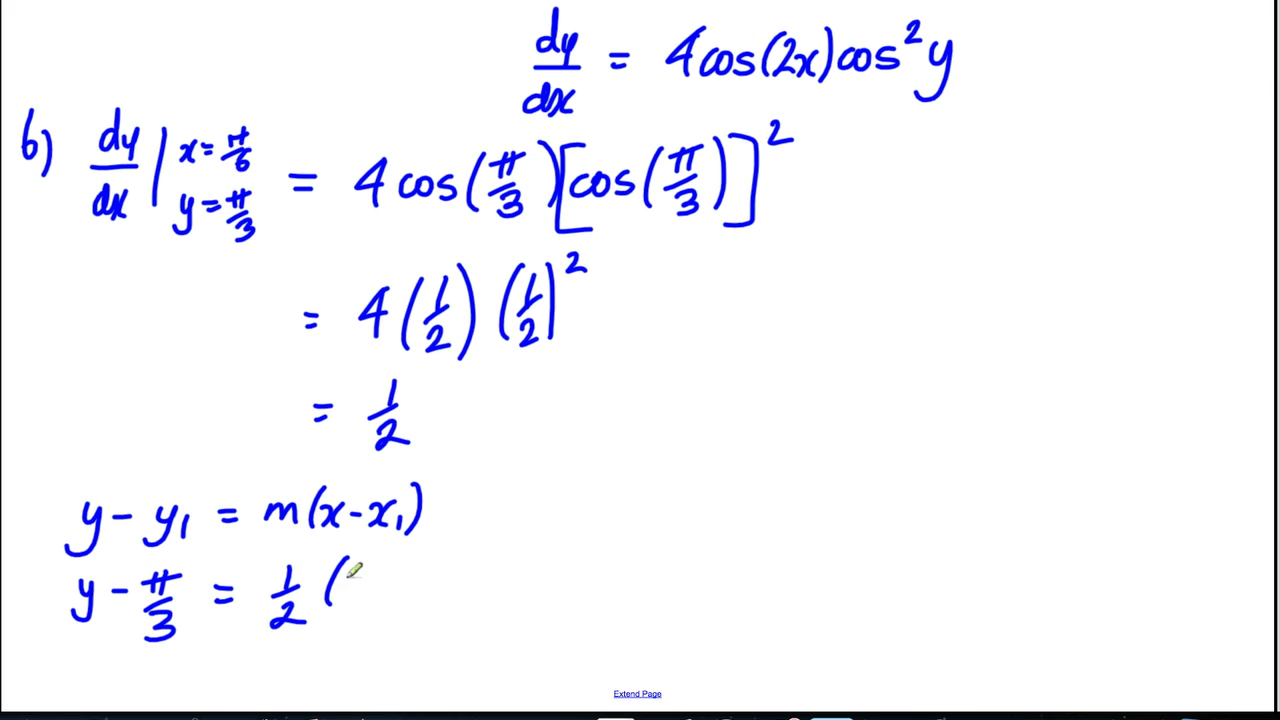 dy/dx = 4cos(2x)cos²y
b) dy/dx | x=π/6 y=π/3 = 4cos(π/3)[cos(π/3)]²
= 4(1/2)(1/2)²
= 1/2
y - y₁ = m(x-x₁)
y - π/3 = 1/2 (
Extend Page